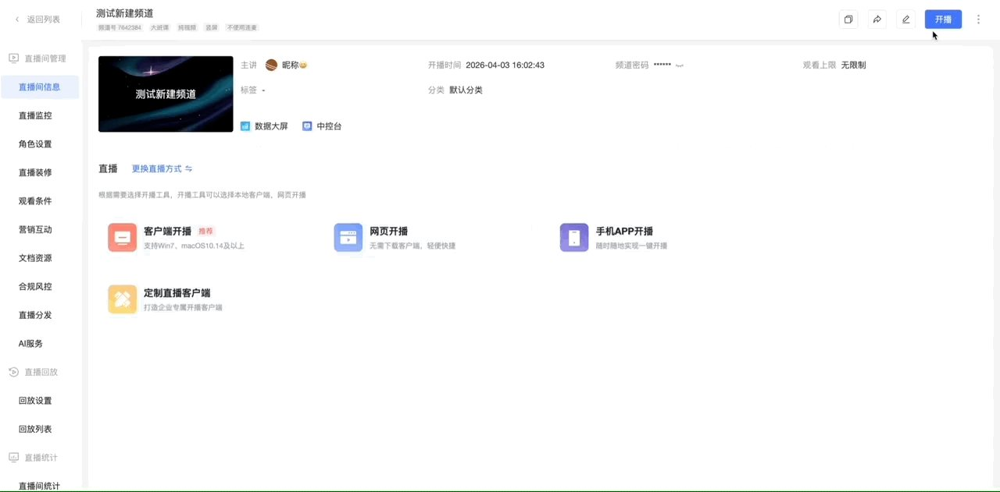 返回列表
测试新建频道
频道号 7642384 大班课 纯视频 竖屏 不使用连麦
开播
直播间管理
直播间信息
直播监控
角色设置
直播装修
观看条件
营销互动
文档资源
合规风控
直播分发
AI服务
直播回放
回放设置
回放列表
直播统计
直播间统计
测试新建频道
主讲 昵称😄
开播时间 2026-04-03 16:02:43
频道密码 ******
观看上限 无限制
标签 -
分类 默认分类
数据大屏 中控台
直播 更换直播方式
根据需要选择开播工具，开播工具可以选择本地客户端，网页开播
客户端开播 推荐
支持Win7、macOS10.14及以上
网页开播
无需下载客户端，轻便快捷
手机APP开播
随时随地实现一键开播
定制直播客户端
打造企业专属开播客户端